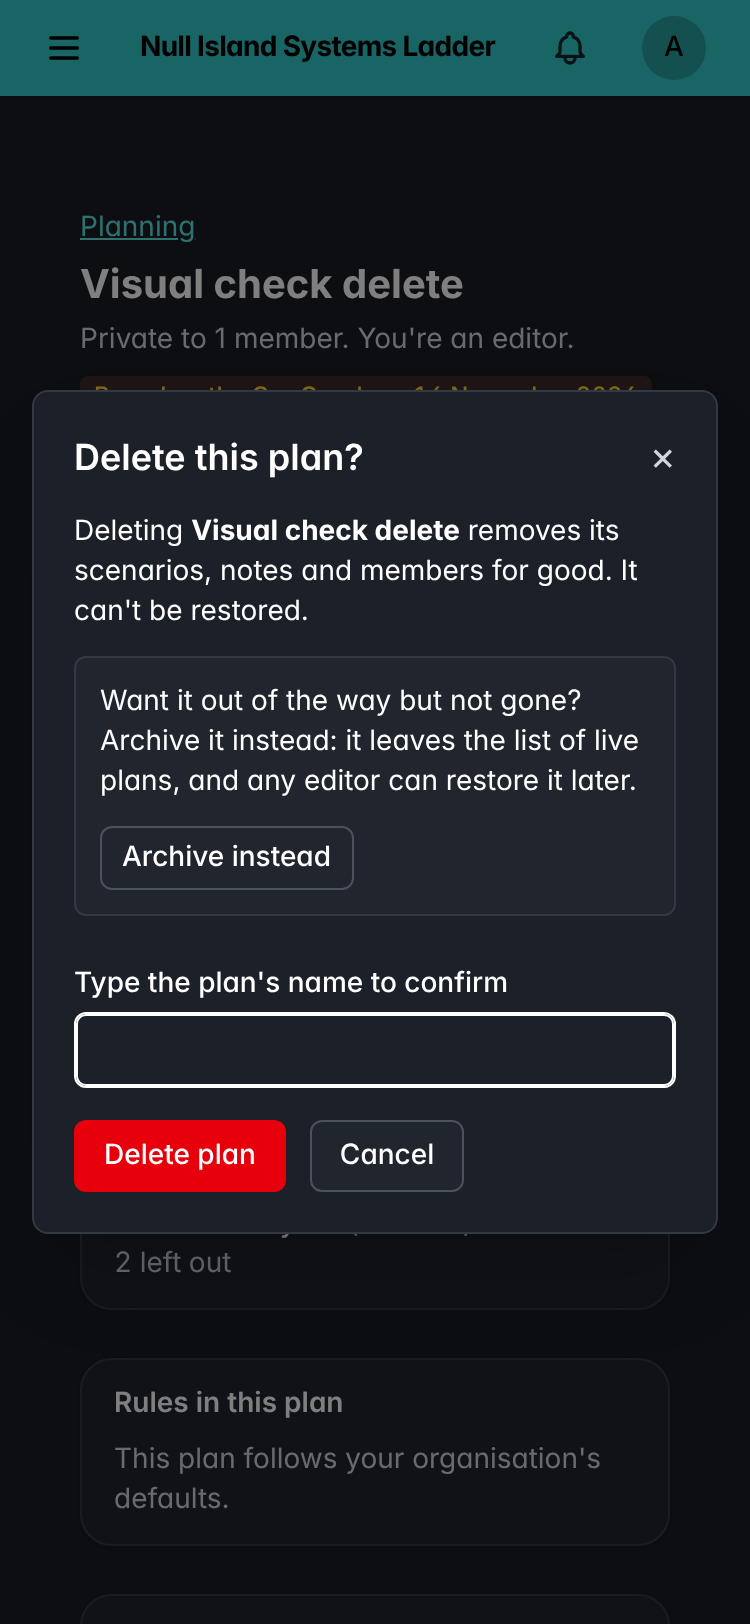 Null Island Systems Ladder
A
Planning
Visual check delete
Private to 1 member. You're an editor.
Delete this plan?
Deleting Visual check delete removes its
scenarios, notes and members for good. It
can't be restored.
Want it out of the way but not gone?
Archive it instead: it leaves the list of live
plans, and any editor can restore it later.
Archive instead
Type the plan's name to confirm
Delete plan
Cancel
2 left out
Rules in this plan
This plan follows your organisation's
defaults.